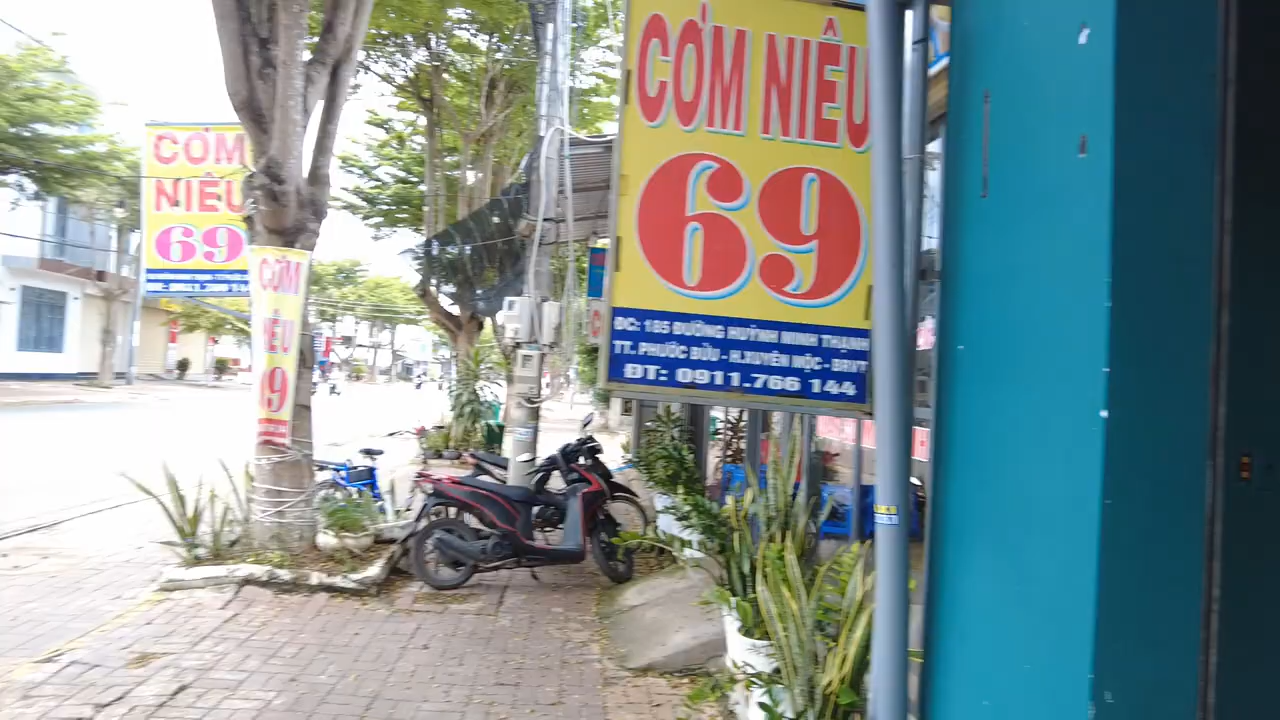 CƠM
NIÊU
69
CƠM
69
CƠM NIÊU
69
ĐC: 185 ĐƯỜNG HUỲNH MINH THẠNH
TT. PHƯỚC BỬU - H.XUYÊN MỘC - BRVT
ĐT: 0911.766 144